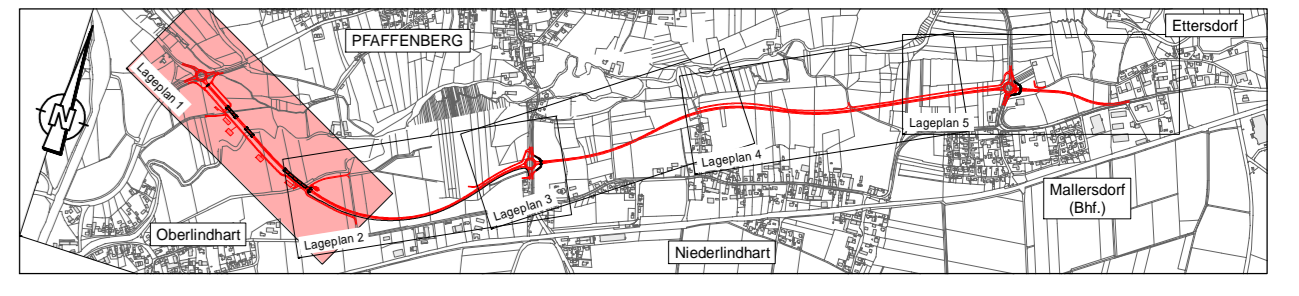 Ettersdorf
PFAFFENBERG
Lageplan 1
N
Lageplan 5
Lageplan 4
Lageplan 3
Mallersdorf
(Bhf.)
Oberlindhart
Lageplan 2
Niederlindhart